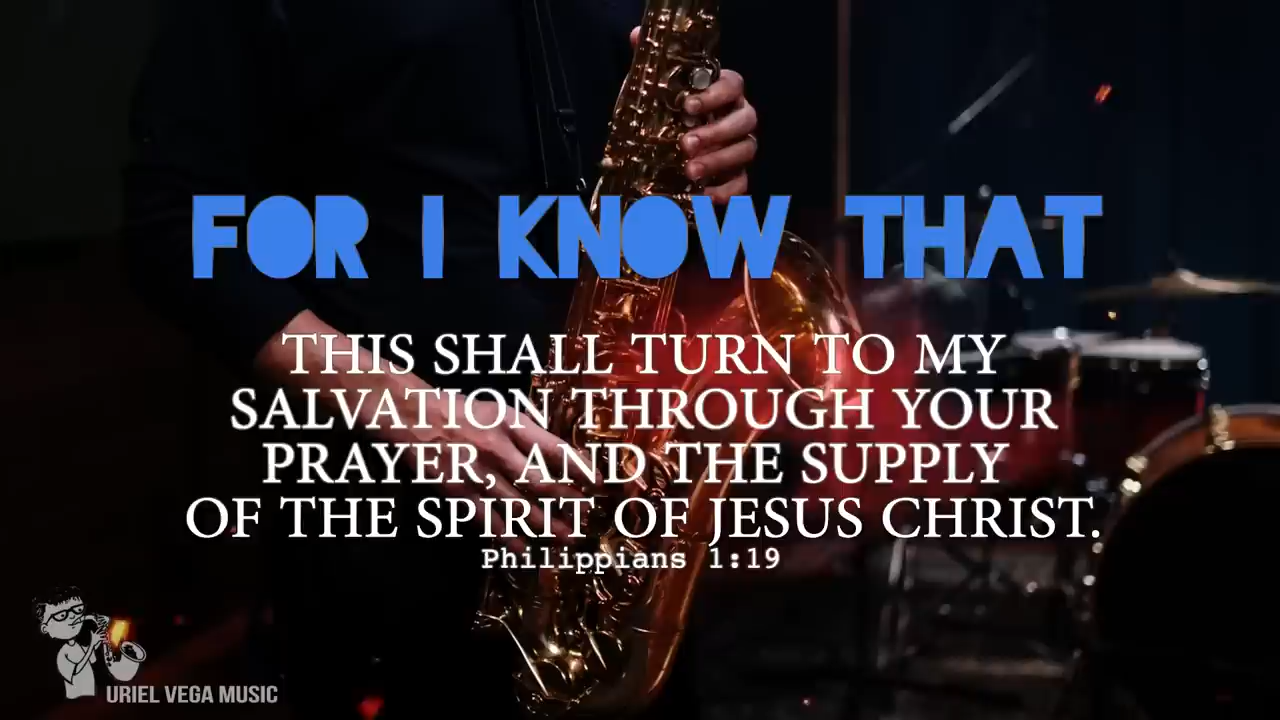 FOR I KNOW THAT
THIS SHALL TURN TO MY
SALVATION THROUGH YOUR
PRAYER, AND THE SUPPLY
OF THE SPIRIT OF JESUS CHRIST.
Philippians 1:19
URIEL VEGA MUSIC